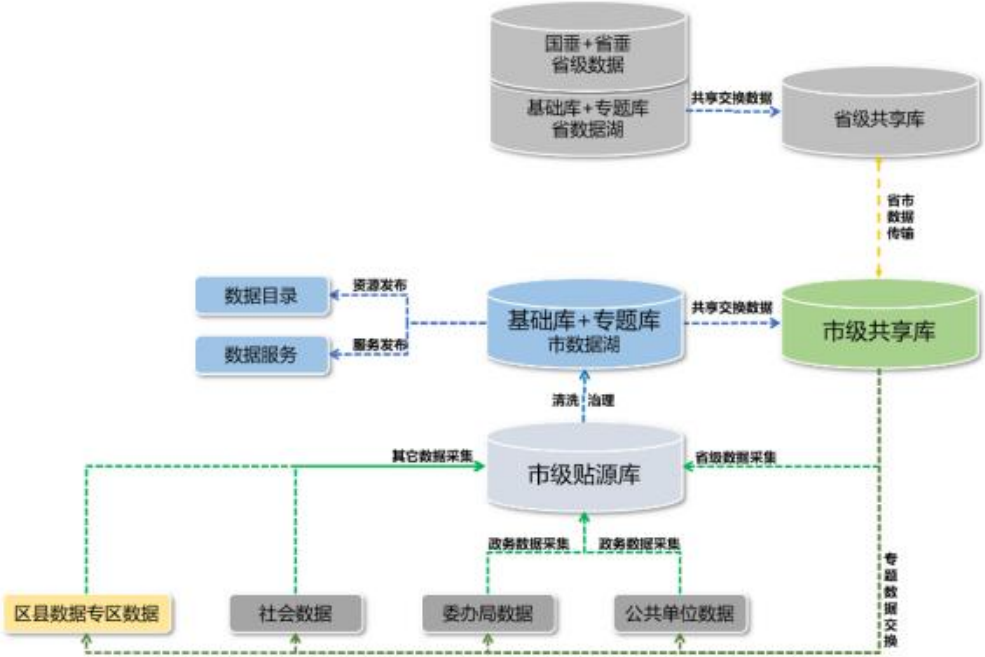 国垂+省垂
省级数据
基础库+专题库
省数据湖
共享交换数据
省级共享库
省市
数据
传输
数据目录
资源发布
数据服务
服务发布
基础库+专题库
市数据湖
共享交换数据
市级共享库
清洗 治理
市级贴源库
其它数据采集
省级数据采集
政务数据采集
政务数据采集
专题数据交换
区县数据专区数据
社会数据
委办局数据
公共单位数据